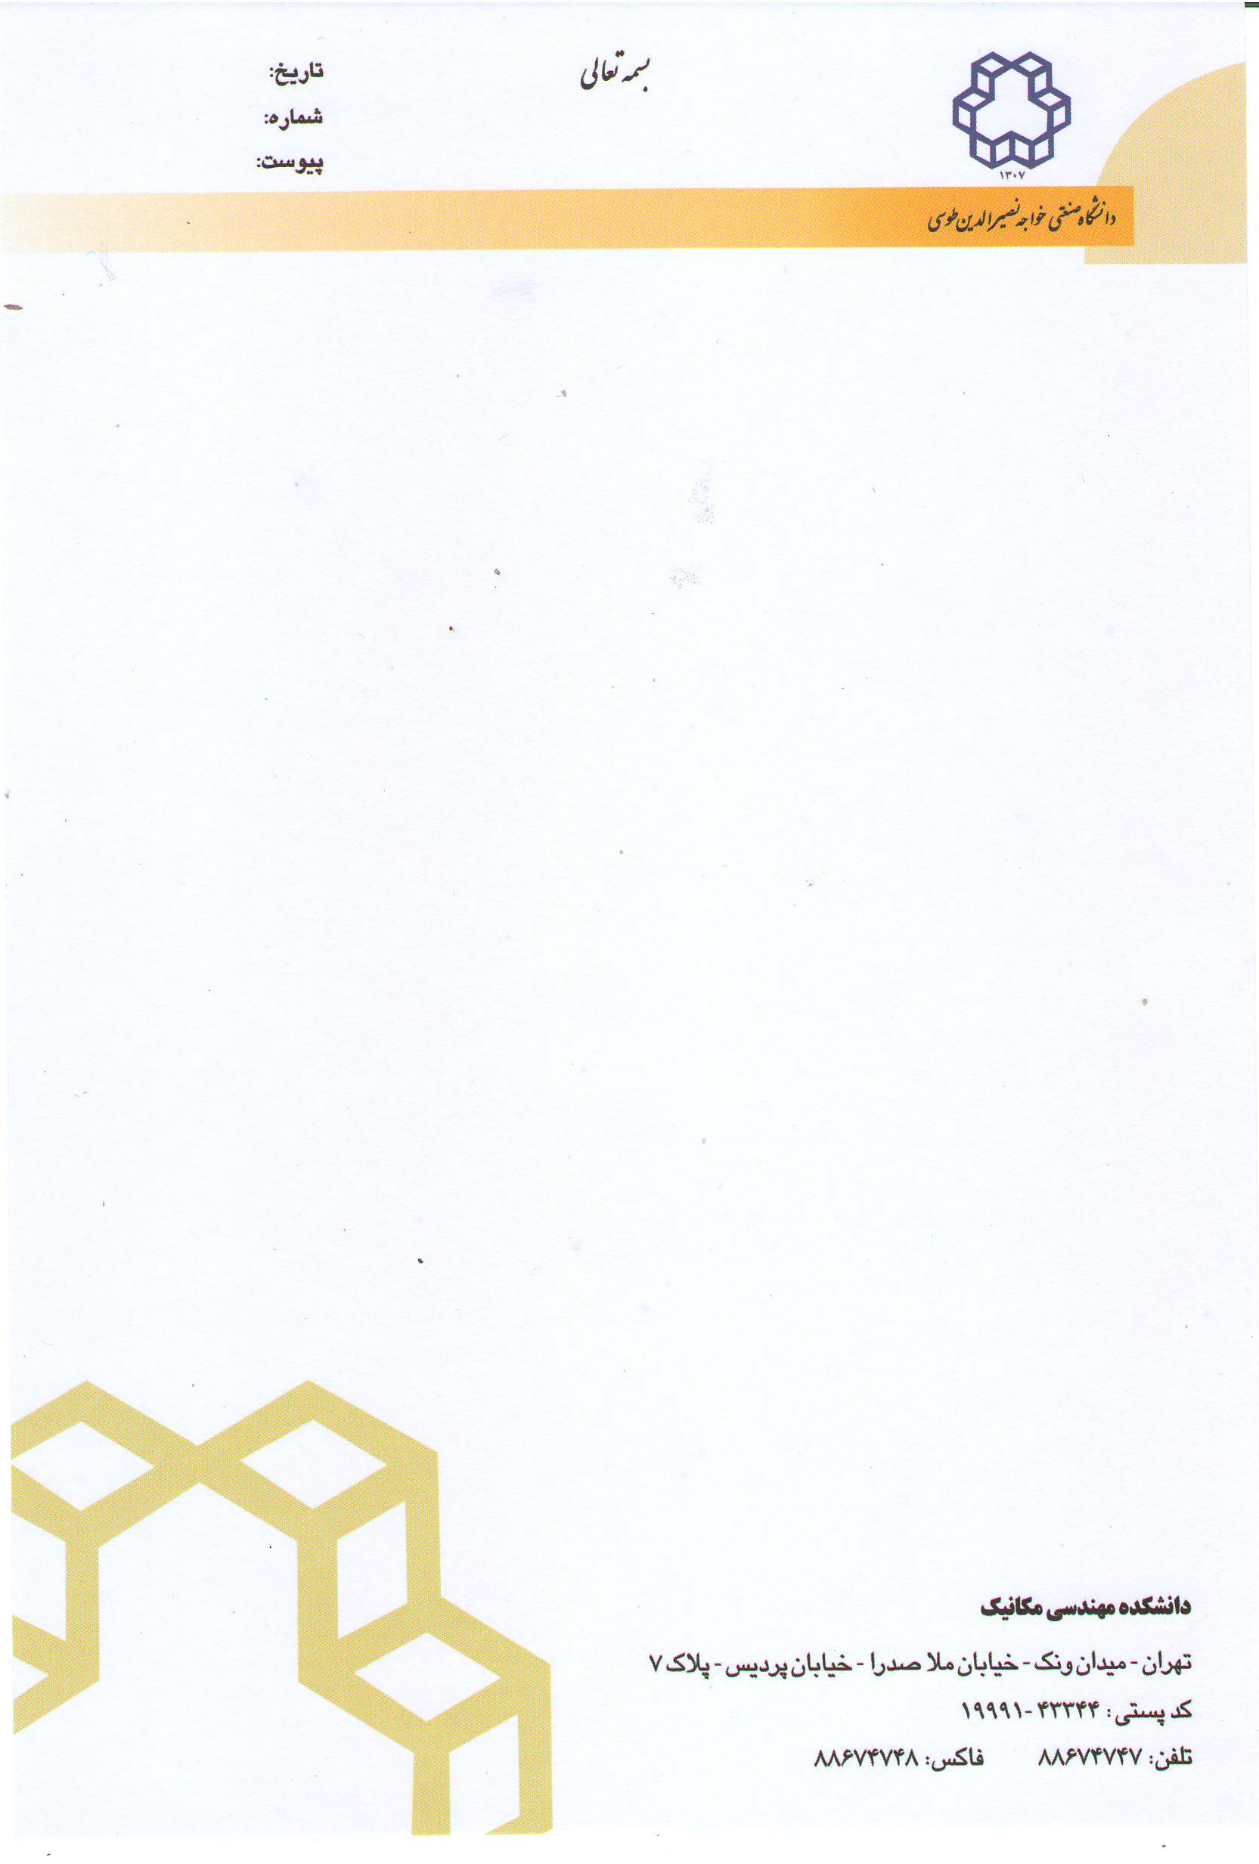 بسمه تعالی
تاریخ:
شماره:
پیوست:
۱۳۰۷
دانشگاه صنعتی خواجه نصیرالدین طوسی
دانشکده مهندسی مکانیک
تهران - میدان ونک - خیابان ملا صدرا - خیابان پردیس - پلاک ۷
کد پستی: ۴۳۳۴۴ -۱۹۹۹۱
تلفن: ۸۸۶۷۴۷۴۷ فاکس: ۸۸۶۷۴۷۴۸